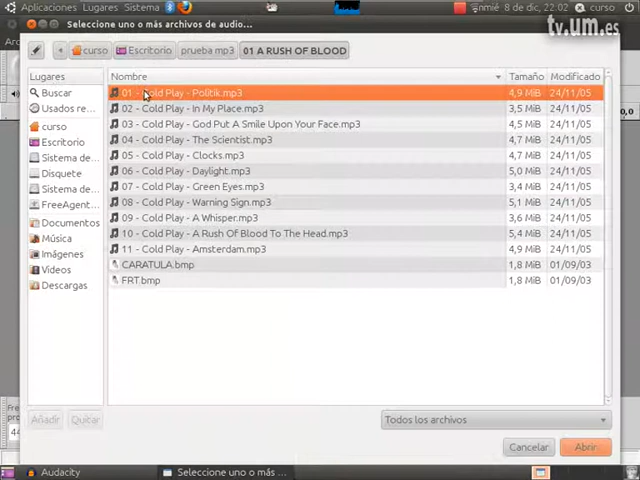 Aplicaciones Lugares Sistema
mié 8 de dic, 22:02 curso
Seleccione uno o más archivos de audio...
tv.um.es
curso Escritorio prueba mp3 01 A RUSH OF BLOOD
Lugares Nombre Tamaño Modificado
Buscar 01 - Cold Play - Politik.mp3 4,9 MiB 24/11/05
Usados re... 02 - Cold Play - In My Place.mp3 3,5 MiB 24/11/05
curso 03 - Cold Play - God Put A Smile Upon Your Face.mp3 4,5 MiB 24/11/05
Escritorio 04 - Cold Play - The Scientist.mp3 4,7 MiB 24/11/05
Sistema de... 05 - Cold Play - Clocks.mp3 4,7 MiB 24/11/05
Disquete 06 - Cold Play - Daylight.mp3 5,0 MiB 24/11/05
Sistema de... 07 - Cold Play - Green Eyes.mp3 3,4 MiB 24/11/05
FreeAgent... 08 - Cold Play - Warning Sign.mp3 3,6 MiB 24/11/05
Documentos 09 - Cold Play - A Whisper.mp3 3,6 MiB 24/11/05
Música 10 - Cold Play - A Rush Of Blood To The Head.mp3 5,4 MiB 24/11/05
Imágenes 11 - Cold Play - Amsterdam.mp3 4,9 MiB 24/11/05
Vídeos CARATULA.bmp 1,8 MiB 01/09/03
Descargas FRT.bmp 1,8 MiB 01/09/03
Añadir Quitar Todos los archivos
Cancelar Abrir
Audacity Seleccione uno o más ...